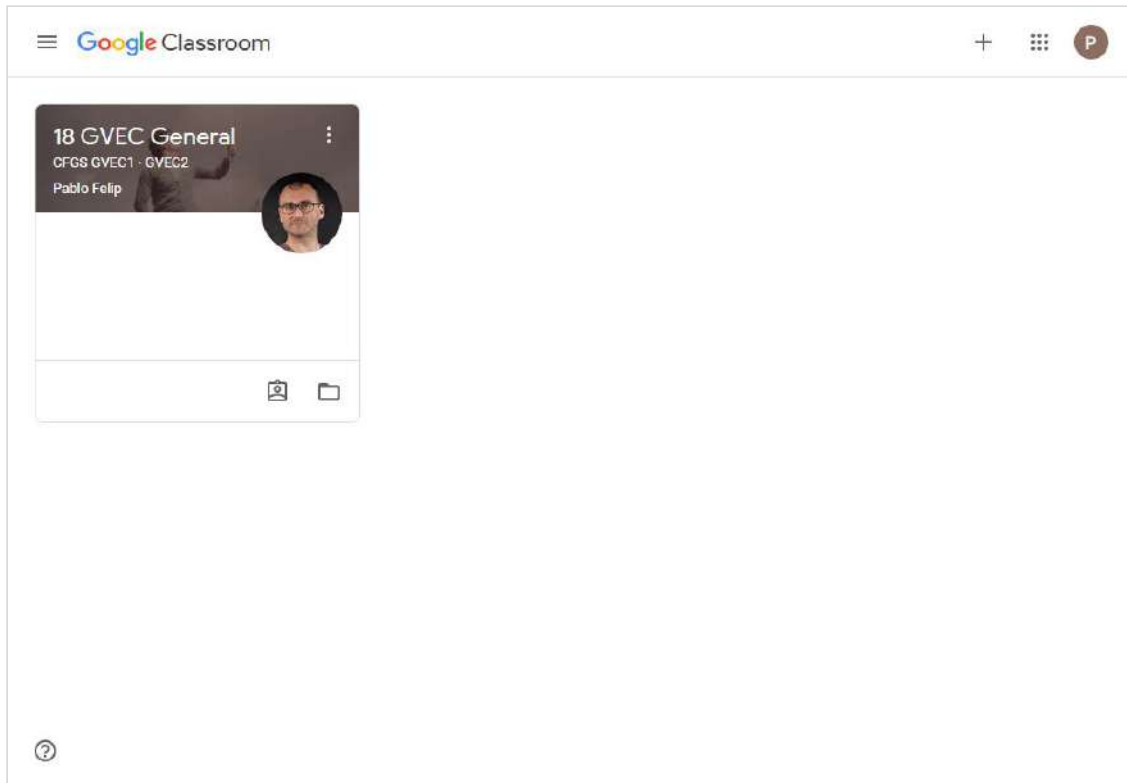 Google Classroom
P
18 GVEC General
CFGS GVEC1 - GVEC2
Pablo Felip